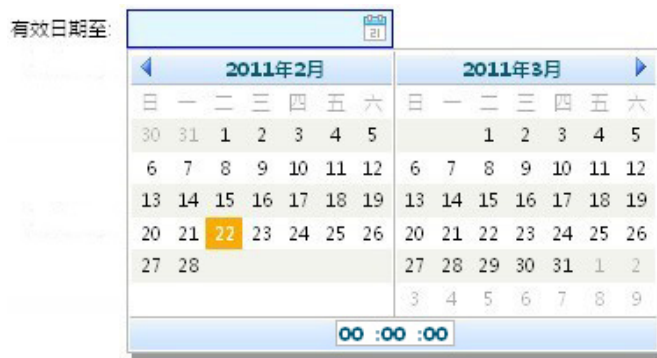 有效日期至:
21
2011年2月 2011年3月
日 一 二 三 四 五 六 日 一 二 三 四 五 六
30 31 1 2 3 4 5 1 2 3 4 5
6 7 8 9 10 11 12 6 7 8 9 10 11 12
13 14 15 16 17 18 19 13 14 15 16 17 18 19
20 21 22 23 24 25 26 20 21 22 23 24 25 26
27 28 27 28 29 30 31 1 2
3 4 5 6 7 8 9
00 :00 :00